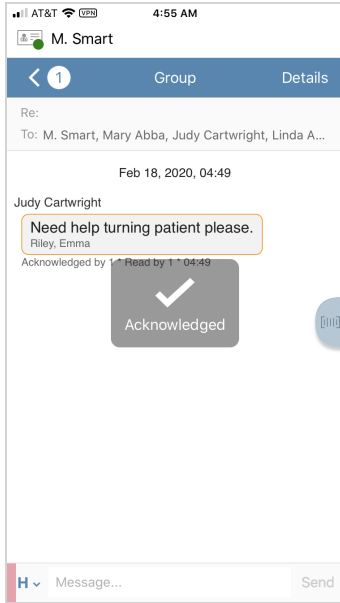 AT&T VPN 4:55 AM
M. Smart
1 Group Details
Re:
To: M. Smart, Mary Abba, Judy Cartwright, Linda A...
Feb 18, 2020, 04:49
Judy Cartwright
Need help turning patient please.
Riley, Emma
Acknowledged by 1 * Read by 1 * 04:49
Acknowledged
H Message... Send